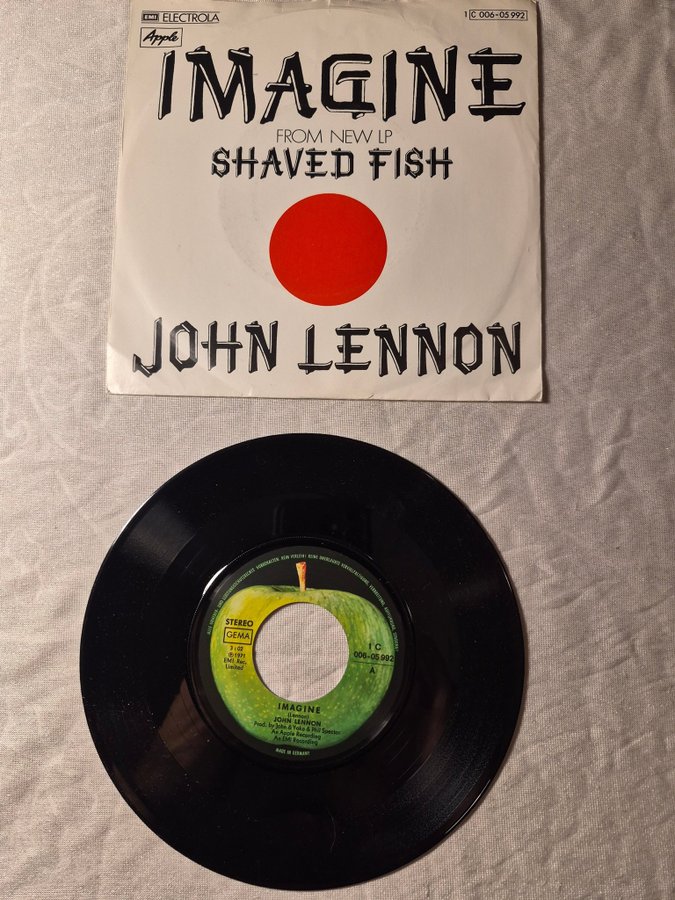 EMI ELECTROLA
1 C 006-05 992
Apple
IMAGINE
FROM NEW LP
SHAVED FISH
JOHN LENNON
STEREO
GEMA
3:02
℗ 1971
EMI Rec.
Limited
1 C
006-05 992
A
IMAGINE
(Lennon)
JOHN LENNON
Prod. by John & Yoko & Phil Spector
An Apple Recording
An EMI Recording
MADE IN GERMANY